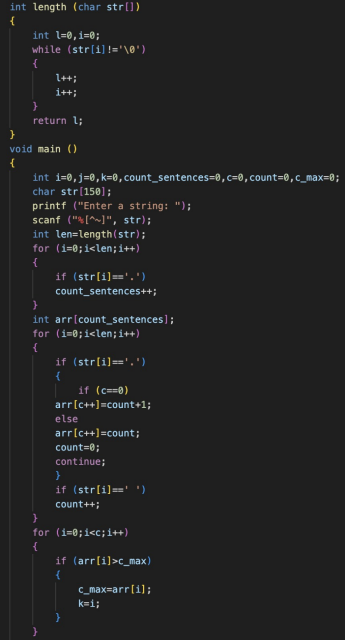 int length (char str[])
{
    int l=0,i=0;
    while (str[i]!='\0')
    {
        l++;
        i++;
    }
    return l;
}
void main ()
{
    int i=0,j=0,k=0,count_sentences=0,c=0,count=0,c_max=0;
    char str[150];
    printf ("Enter a string: ");
    scanf ("%[^~]", str);
    int len=length(str);
    for (i=0;i<len;i++)
    {
        if (str[i]=='.')
        count_sentences++;
    }
    int arr[count_sentences];
    for (i=0;i<len;i++)
    {
        if (str[i]=='.')
        {
            if (c==0)
        arr[c++]=count+1;
        else
        arr[c++]=count;
        count=0;
        continue;
        }
        if (str[i]==' ')
        count++;
    }
    for (i=0;i<c;i++)
    {
        if (arr[i]>c_max)
        {
            c_max=arr[i];
            k=i;
        }
    }